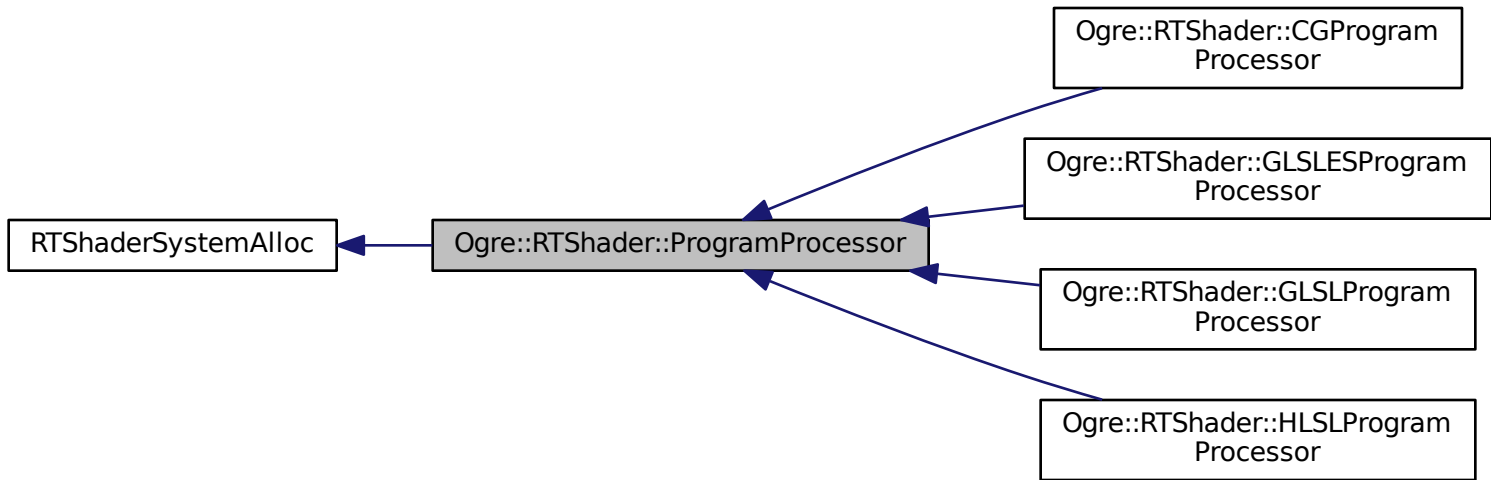 Ogre::RTShader::CGProgram
Processor
Ogre::RTShader::GLSLESProgram
Processor
RTShaderSystemAlloc
Ogre::RTShader::ProgramProcessor
Ogre::RTShader::GLSLProgram
Processor
Ogre::RTShader::HLSLProgram
Processor